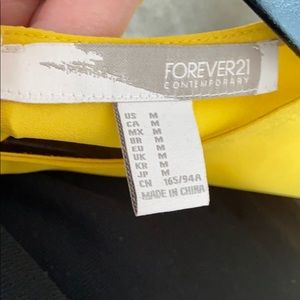 FOREVER21
CONTEMPORARY
US M
CA M
MX M
BR M
EU M
UK M
KR M
JP M
CN 165/94A
MADE IN CHINA